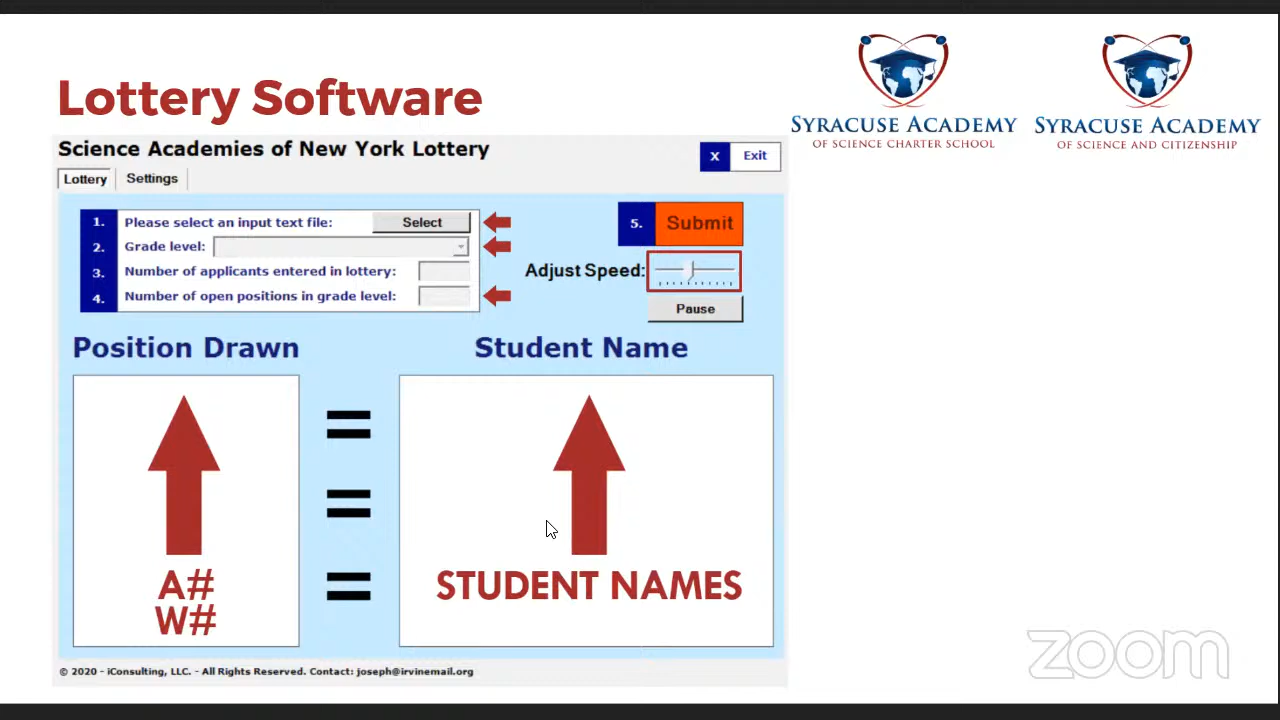 Lottery Software
SYRACUSE ACADEMY
OF SCIENCE CHARTER SCHOOL
SYRACUSE ACADEMY
OF SCIENCE AND CITIZENSHIP
Science Academies of New York Lottery
X Exit
Lottery Settings
1. Please select an input text file: Select
2. Grade level:
3. Number of applicants entered in lottery:
4. Number of open positions in grade level:
5. Submit
Adjust Speed:
Pause
Position Drawn
Student Name
=
=
=
A#
W#
STUDENT NAMES
© 2020 - iConsulting, LLC. - All Rights Reserved. Contact: joseph@irvinemail.org
zoom